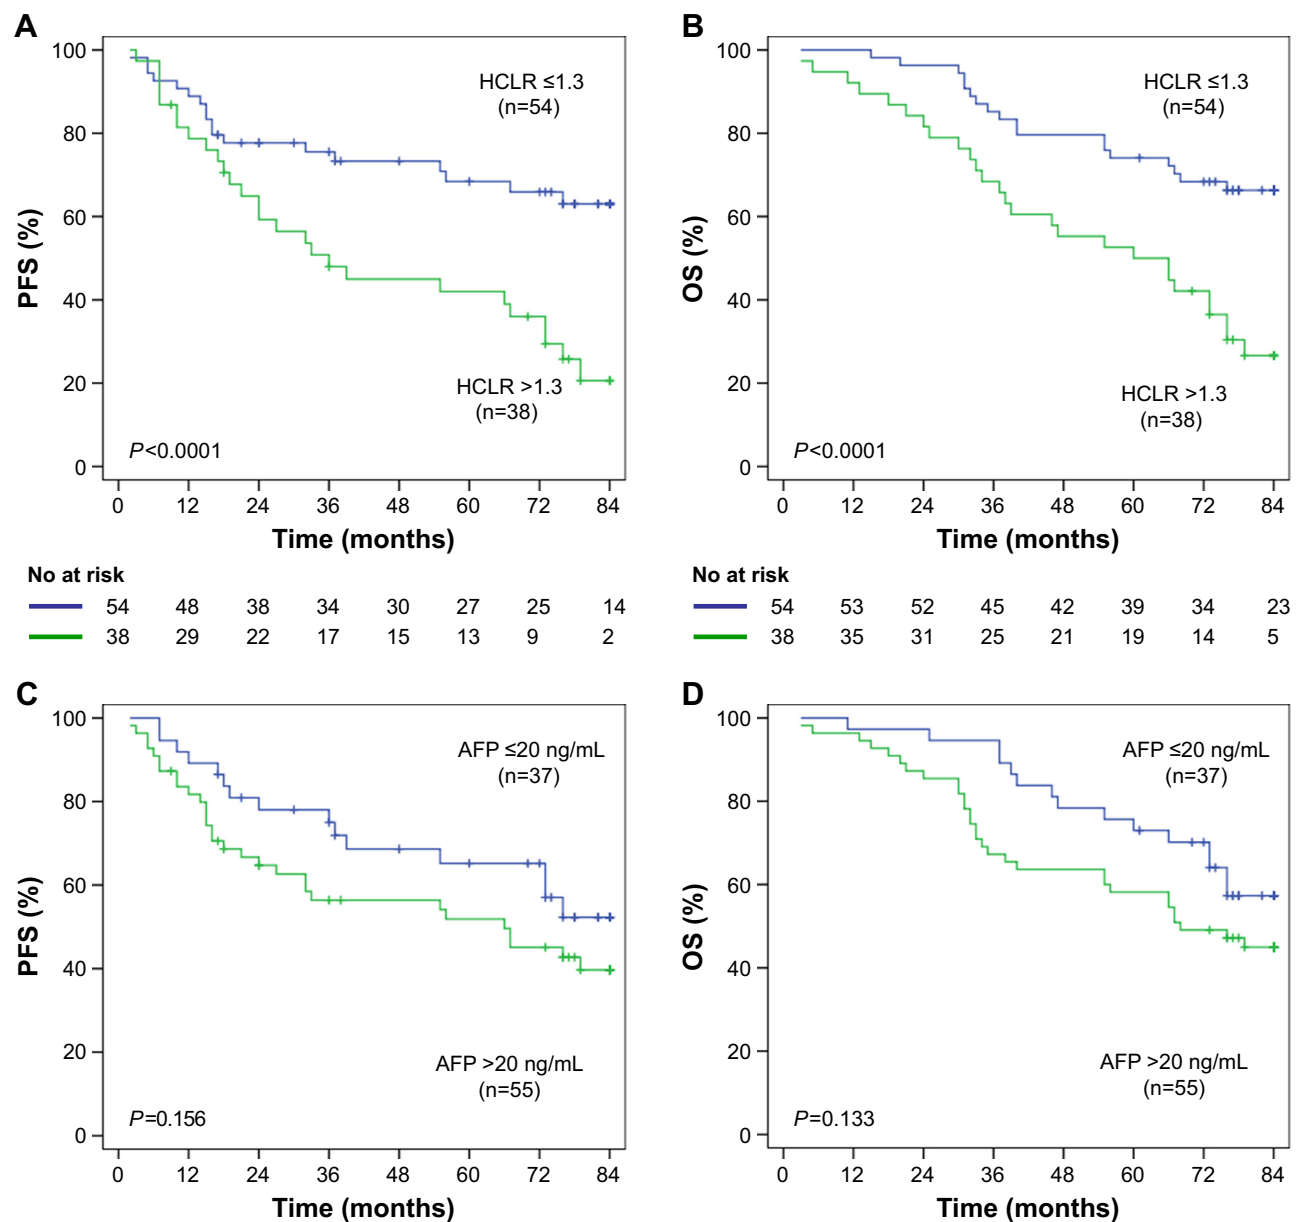 A
PFS (%)
100
80
60
40
20
0
HCLR ≤1.3
(n=54)
HCLR >1.3
(n=38)
P<0.0001
0 12 24 36 48 60 72 84
Time (months)
No at risk
54 48 38 34 30 27 25 14
38 29 22 17 15 13 9 2
B
OS (%)
100
80
60
40
20
0
HCLR ≤1.3
(n=54)
HCLR >1.3
(n=38)
P<0.0001
0 12 24 36 48 60 72 84
Time (months)
No at risk
54 53 52 45 42 39 34 23
38 35 31 25 21 19 14 5
C
PFS (%)
100
80
60
40
20
0
AFP ≤20 ng/mL
(n=37)
AFP >20 ng/mL
(n=55)
P=0.156
0 12 24 36 48 60 72 84
Time (months)
D
OS (%)
100
80
60
40
20
0
AFP ≤20 ng/mL
(n=37)
AFP >20 ng/mL
(n=55)
P=0.133
0 12 24 36 48 60 72 84
Time (months)